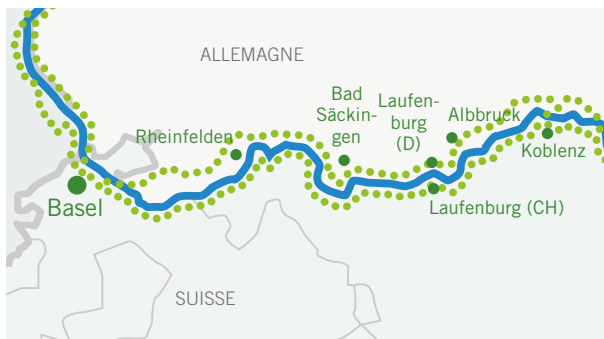 ALLEMAGNE
Bad
Säckin-
gen
Laufen-
burg
(D)
Albbruck
Rheinfelden
Koblenz
Basel
Laufenburg (CH)
SUISSE